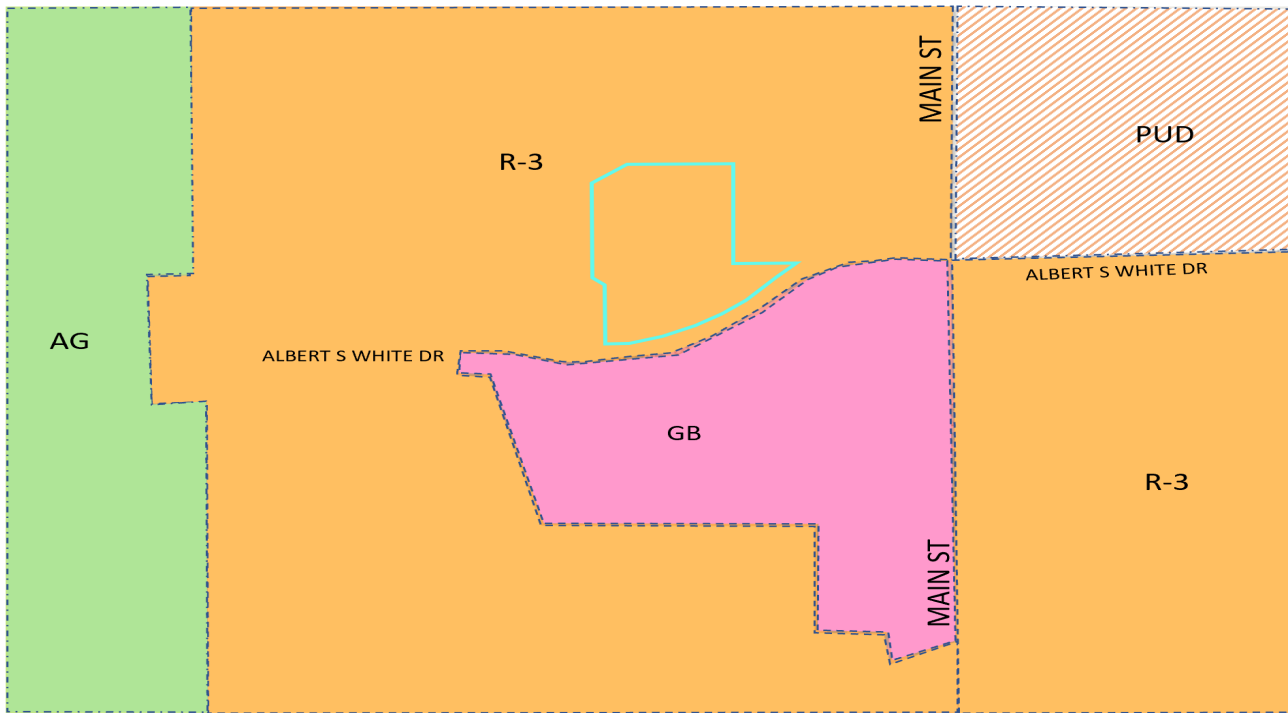 MAIN ST
PUD
R-3
ALBERT S WHITE DR
AG
ALBERT S WHITE DR
GB
R-3
MAIN ST